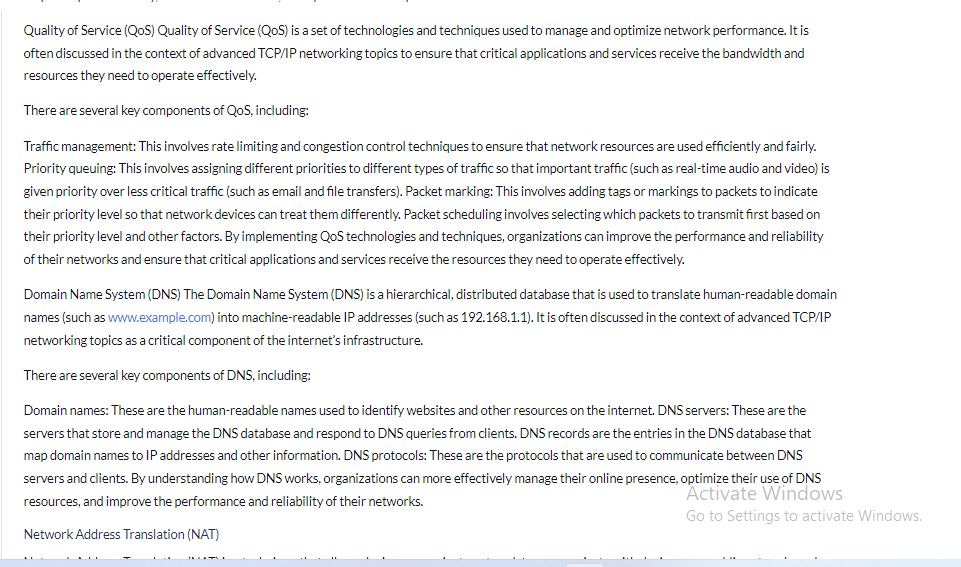 Quality of Service (QoS) Quality of Service (QoS) is a set of technologies and techniques used to manage and optimize network performance. It is
often discussed in the context of advanced TCP/IP networking topics to ensure that critical applications and services receive the bandwidth and
resources they need to operate effectively.
There are several key components of QoS, including:
Traffic management: This involves rate limiting and congestion control techniques to ensure that network resources are used efficiently and fairly.
Priority queuing: This involves assigning different priorities to different types of traffic so that important traffic (such as real-time audio and video) is
given priority over less critical traffic (such as email and file transfers). Packet marking: This involves adding tags or markings to packets to indicate
their priority level so that network devices can treat them differently. Packet scheduling involves selecting which packets to transmit first based on
their priority level and other factors. By implementing QoS technologies and techniques, organizations can improve the performance and reliability
of their networks and ensure that critical applications and services receive the resources they need to operate effectively.
Domain Name System (DNS) The Domain Name System (DNS) is a hierarchical, distributed database that is used to translate human-readable domain
names (such as www.example.com) into machine-readable IP addresses (such as 192.168.1.1). It is often discussed in the context of advanced TCP/IP
networking topics as a critical component of the internet's infrastructure.
There are several key components of DNS, including:
Domain names: These are the human-readable names used to identify websites and other resources on the internet. DNS servers: These are the
servers that store and manage the DNS database and respond to DNS queries from clients. DNS records are the entries in the DNS database that
map domain names to IP addresses and other information. DNS protocols: These are the protocols that are used to communicate between DNS
servers and clients. By understanding how DNS works, organizations can more effectively manage their online presence, optimize their use of DNS
resources, and improve the performance and reliability of their networks.
Activate Windows
Go to Settings to activate Windows.
Network Address Translation (NAT)